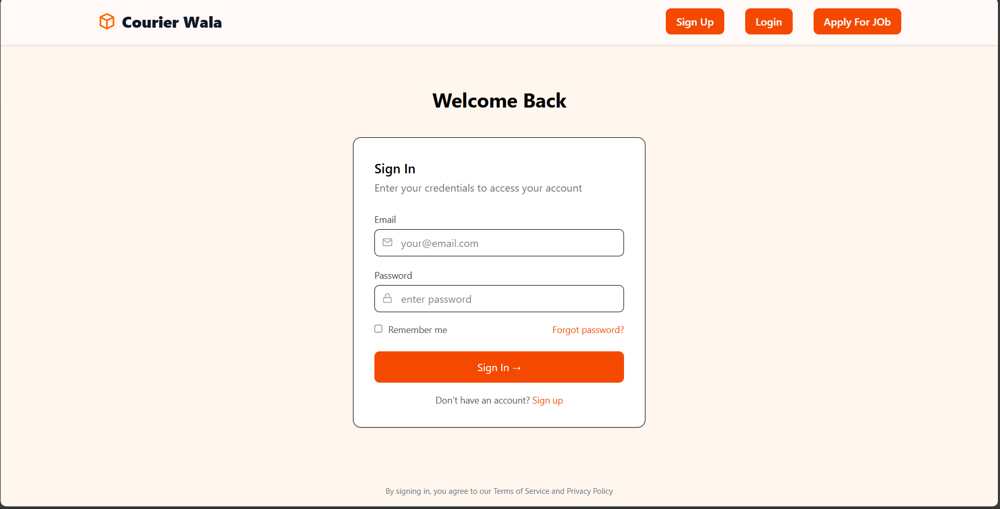 Courier Wala
Sign Up
Login
Apply For JOb
Welcome Back
Sign In
Enter your credentials to access your account
Email
your@email.com
Password
enter password
Remember me
Forgot password?
Sign In →
Don't have an account? Sign up
By signing in, you agree to our Terms of Service and Privacy Policy